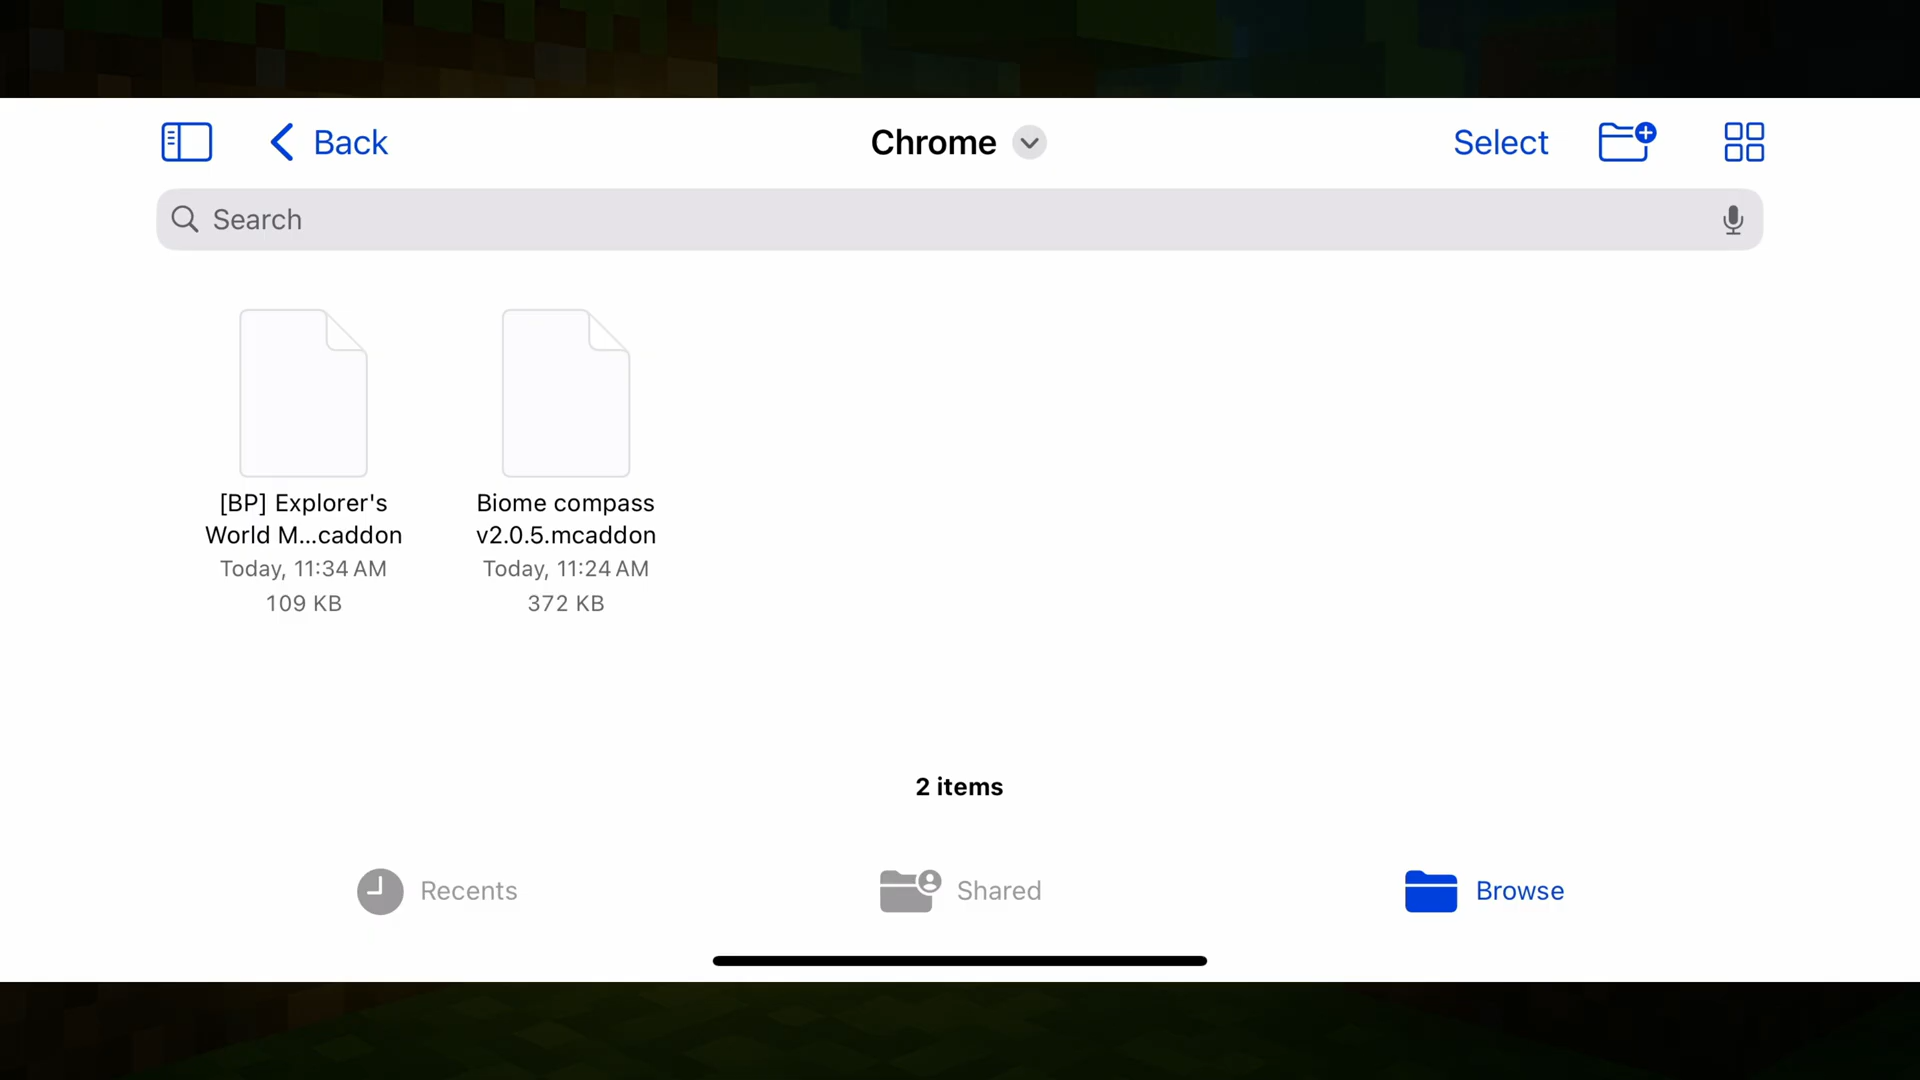 Back
Chrome
Select
Search
[BP] Explorer's
World M...caddon
Today, 11:34 AM
109 KB
Biome compass
v2.0.5.mcaddon
Today, 11:24 AM
372 KB
2 items
Recents
Shared
Browse